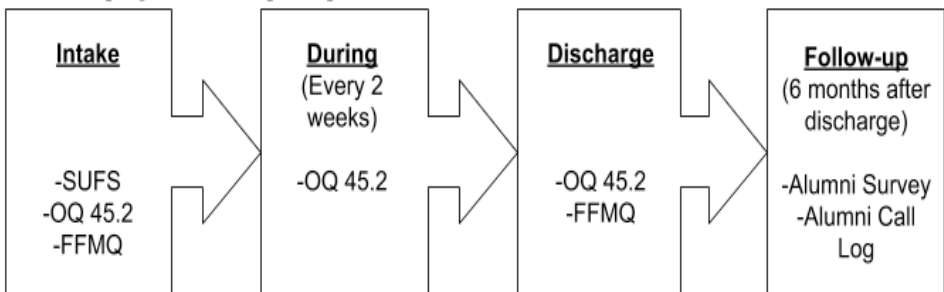 Intake
-SUFS
-OQ 45.2
-FFMQ
During
(Every 2
weeks)
-OQ 45.2
Discharge
-OQ 45.2
-FFMQ
Follow-up
(6 months after
discharge)
-Alumni Survey
-Alumni Call
Log